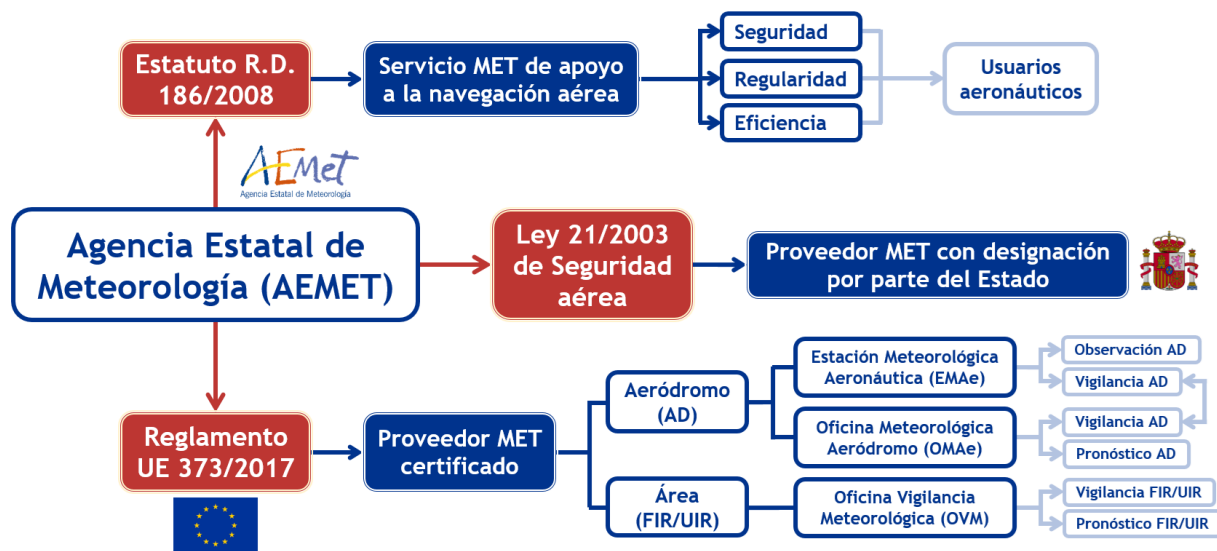 Estatuto R.D.
186/2008
Servicio MET de apoyo
a la navegación aérea
Seguridad
Regularidad
Eficiencia
Usuarios
aeronáuticos
AEMet
Agencia Estatal de Meteorología
Agencia Estatal de
Meteorología (AEMET)
Ley 21/2003
de Seguridad
aérea
Proveedor MET con designación
por parte del Estado
Reglamento
UE 373/2017
Proveedor MET
certificado
Aeródromo
(AD)
Estación Meteorológica
Aeronáutica (EMAe)
Observación AD
Vigilancia AD
Oficina Meteorológica
Aeródromo (OMAe)
Vigilancia AD
Pronóstico AD
Área
(FIR/UIR)
Oficina Vigilancia
Meteorológica (OVM)
Vigilancia FIR/UIR
Pronóstico FIR/UIR